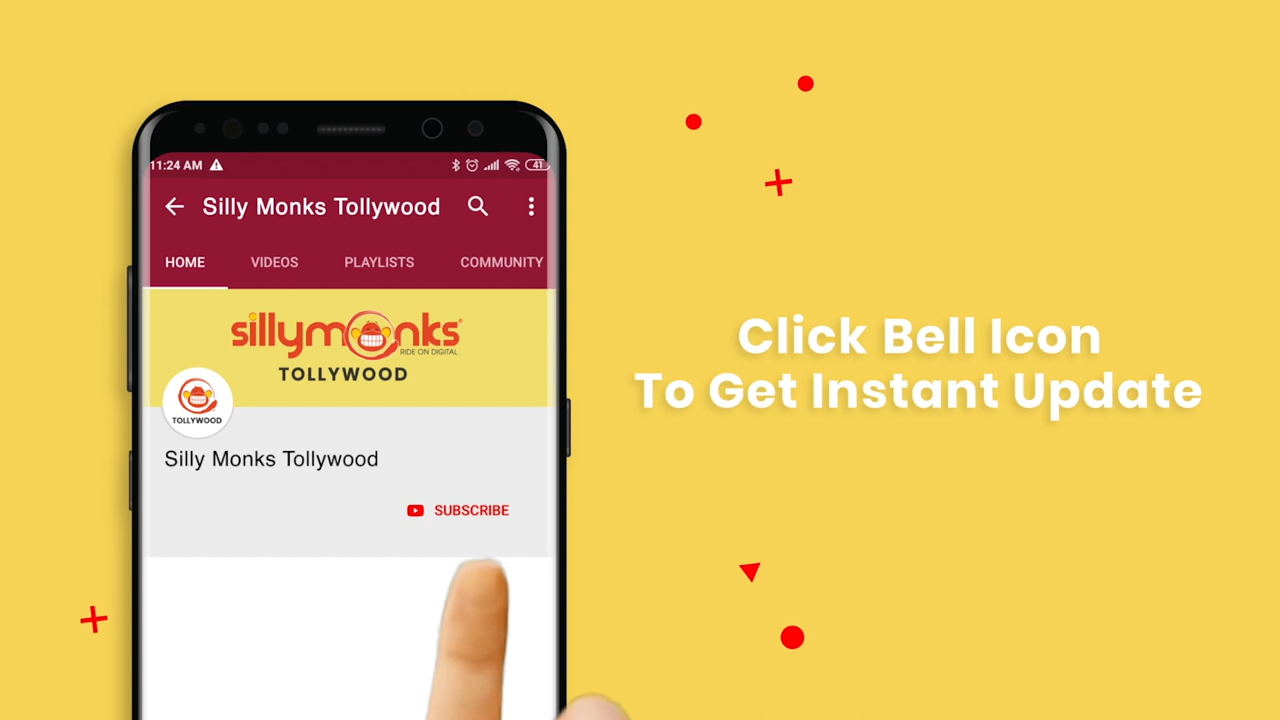 11:24 AM
41
Silly Monks Tollywood
HOME VIDEOS PLAYLISTS COMMUNITY
sillymonks
RIDE ON DIGITAL
TOLLYWOOD
TOLLYWOOD
Silly Monks Tollywood
SUBSCRIBE
Click Bell Icon
To Get Instant Update